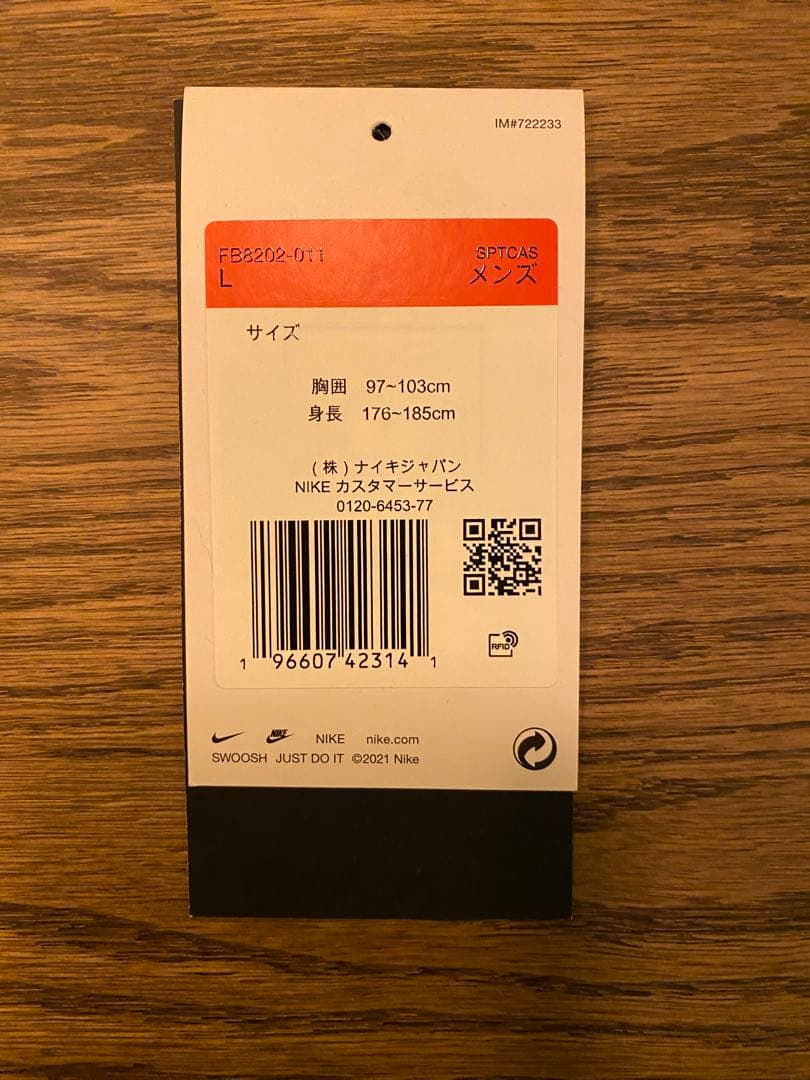 IM#722233
FB8202-011 SPTCAS
L メンズ
サイズ
胸囲 97~103cm
身長 176~185cm
(株)ナイキジャパン
NIKE カスタマーサービス
0120-6453-77
RFID
1 96607 42314 1
NIKE NIKE nike.com
SWOOSH JUST DO IT ©2021 Nike